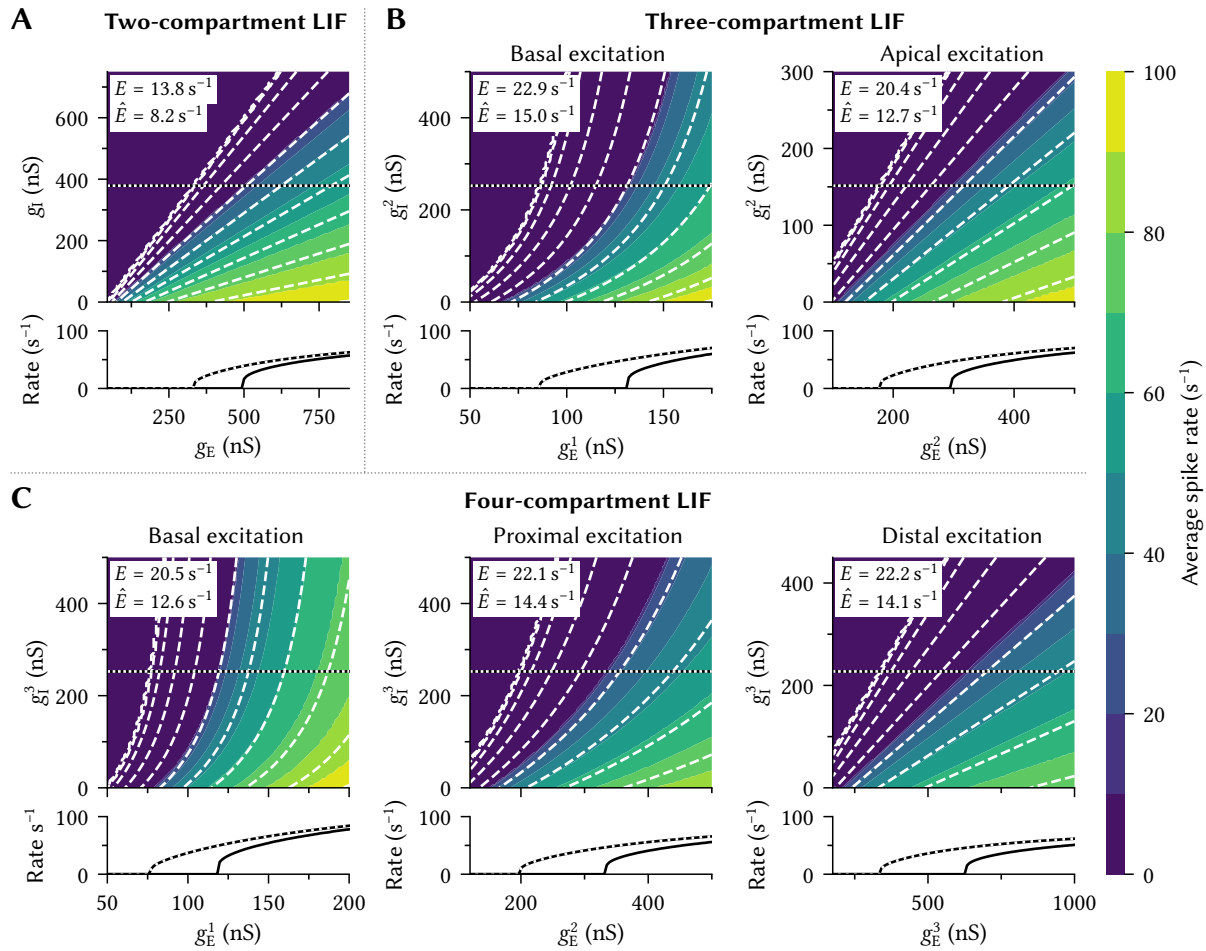 A Two-compartment LIF
B Three-compartment LIF
Basal excitation
Apical excitation
E = 13.8 s⁻¹
Ê = 8.2 s⁻¹
0
200
400
600
g_I (nS)
0
100
Rate (s⁻¹)
250
500
750
g_E (nS)
E = 22.9 s⁻¹
Ê = 15.0 s⁻¹
0
200
400
g_I^2 (nS)
0
100
Rate (s⁻¹)
50
100
150
g_E^1 (nS)
E = 20.4 s⁻¹
Ê = 12.7 s⁻¹
0
100
200
300
g_I^2 (nS)
0
100
Rate (s⁻¹)
200
400
g_E^2 (nS)
C Four-compartment LIF
Basal excitation
Proximal excitation
Distal excitation
E = 20.5 s⁻¹
Ê = 12.6 s⁻¹
0
200
400
g_I^3 (nS)
0
100
Rate s⁻¹)
50
100
150
200
g_E^1 (nS)
E = 22.1 s⁻¹
Ê = 14.4 s⁻¹
0
200
400
g_I^3 (nS)
0
100
Rate (s⁻¹)
200
400
g_E^2 (nS)
E = 22.2 s⁻¹
Ê = 14.1 s⁻¹
0
200
400
g_I^3 (nS)
0
100
Rate (s⁻¹)
500
1000
g_E^3 (nS)
100
80
60
40
20
0
Average spike rate (s⁻¹)